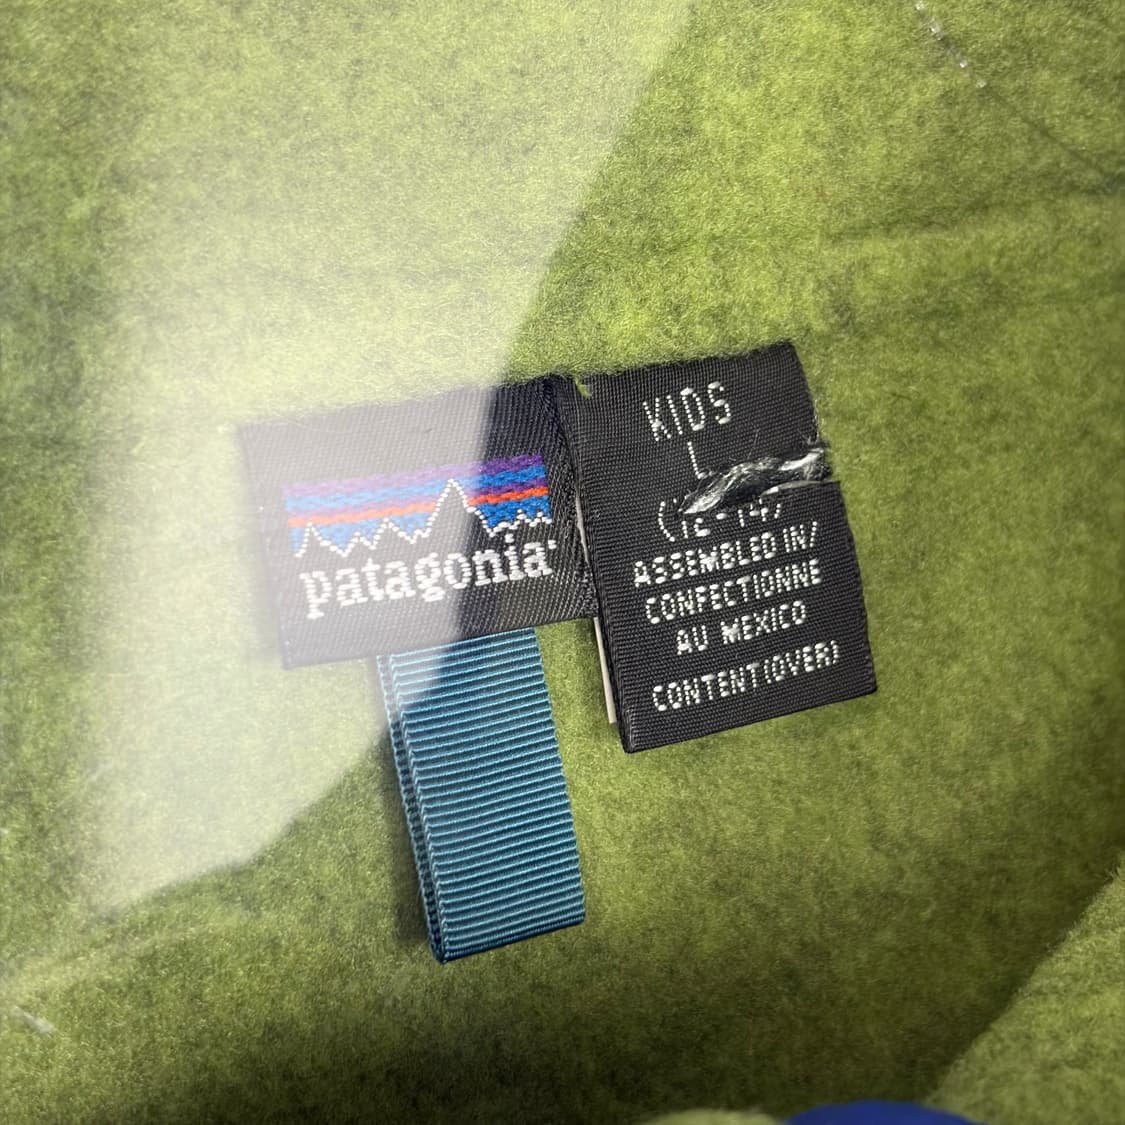 patagonia
KIDS
L
(12-14)
ASSEMBLED IN/
CONFECTIONNE
AU MEXICO
CONTENT(OVER)